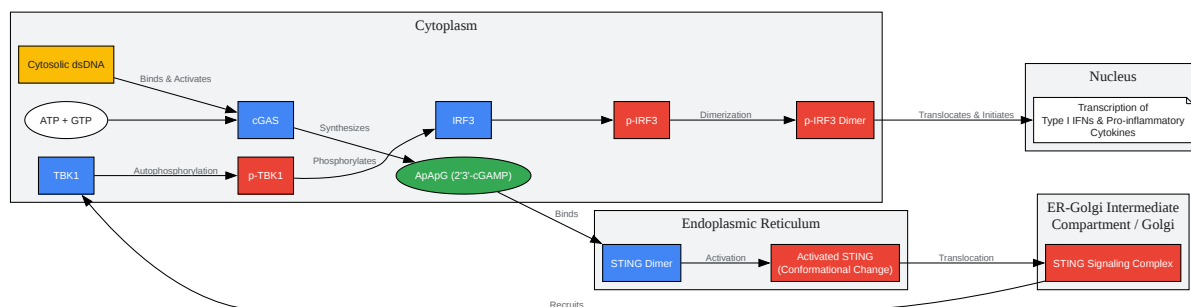 Cytoplasm
Cytosolic dsDNA
Binds & Activates
ATP + GTP
cGAS
Synthesizes
IRF3
p-IRF3
Dimerization
p-IRF3 Dimer
Translocates & Initiates
Nucleus
Transcription of
Type I IFNs & Pro-inflammatory
Cytokines
TBK1
Autophosphorylation
p-TBK1
Phosphorylates
ApApG (2'3'-cGAMP)
Binds
Endoplasmic Reticulum
STING Dimer
Activation
Activated STING
(Conformational Change)
Translocation
ER-Golgi Intermediate
Compartment / Golgi
STING Signaling Complex
Recruits